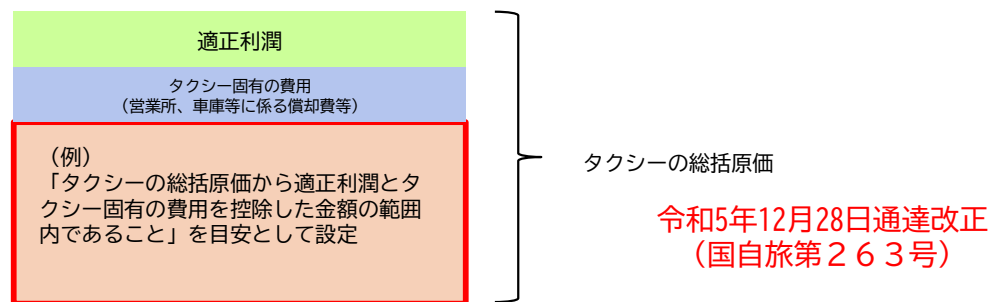 適正利潤
タクシー固有の費用
（営業所、車庫等に係る償却費等）
（例）
「タクシーの総括原価から適正利潤とタ
クシー固有の費用を控除した金額の範囲
内であること」を目安として設定
タクシーの総括原価
令和5年12月28日通達改正
（国自旅第２６３号）